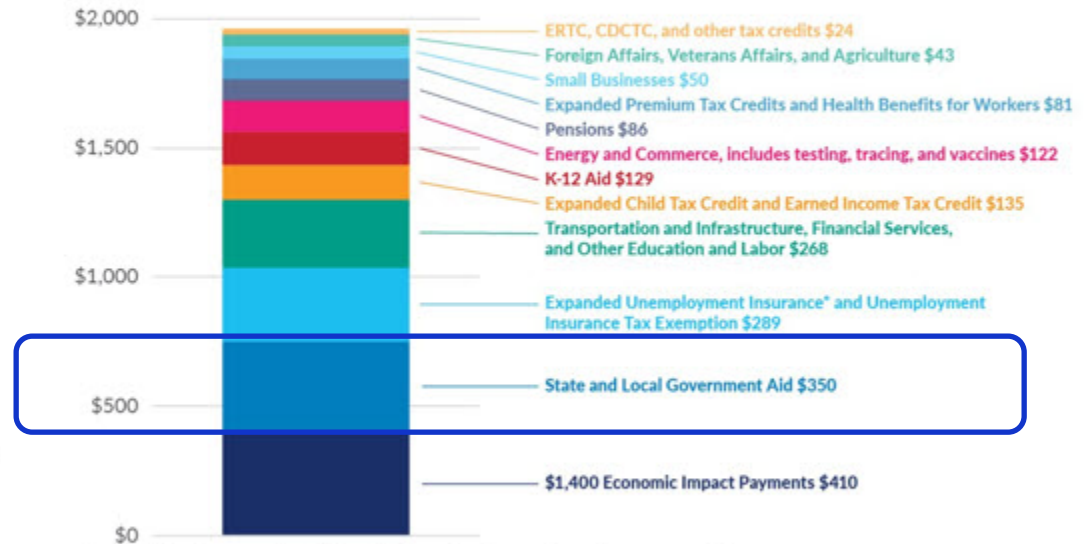 $2,000
ERTC, CDCTC, and other tax credits $24
Foreign Affairs, Veterans Affairs, and Agriculture $43
Small Businesses $50
Expanded Premium Tax Credits and Health Benefits for Workers $81
Pensions $86
$1,500
Energy and Commerce, includes testing, tracing, and vaccines $122
K-12 Aid $129
Expanded Child Tax Credit and Earned Income Tax Credit $135
Transportation and Infrastructure, Financial Services,
and Other Education and Labor $268
$1,000
Expanded Unemployment Insurance* and Unemployment
Insurance Tax Exemption $289
State and Local Government Aid $350
$500
$1,400 Economic Impact Payments $410
$0